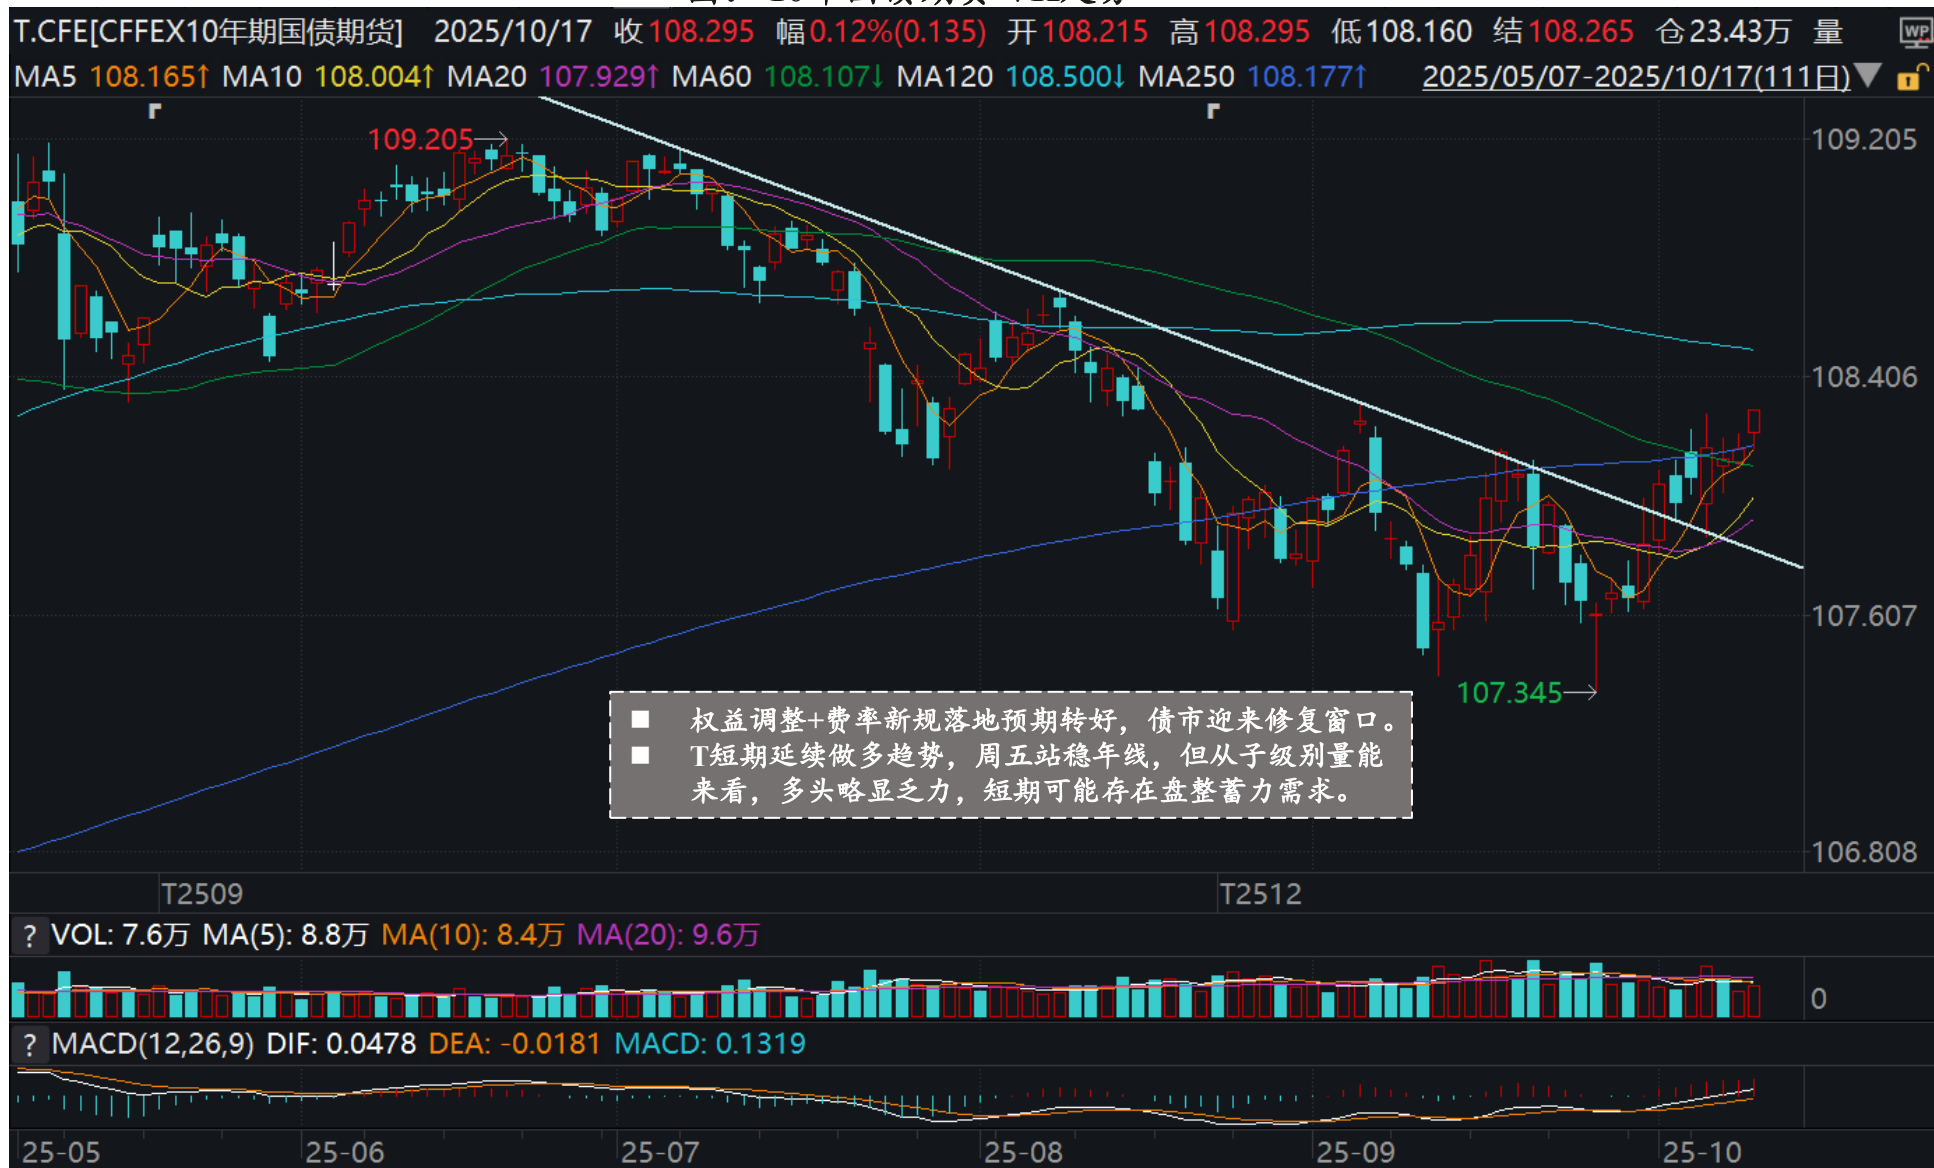 T.CFE[CFFEX10年期国债期货] 2025/10/17 收108.295 幅0.12%(0.135) 开108.215 高108.295 低108.160 结108.265 仓23.43万 量
WP
MA5 108.165↑ MA10 108.004↑ MA20 107.929↑ MA60 108.107↓ MA120 108.500↓ MA250 108.177↑ 2025/05/07-2025/10/17(111日)▼
109.205
109.205
108.406
107.607
107.345
■ 权益调整+费率新规落地预期转好，债市迎来修复窗口。
■ T短期延续做多趋势，周五站稳年线，但从子级别量能
来看，多头略显乏力，短期可能存在盘整蓄力需求。
106.808
T2509 T2512
? VOL: 7.6万 MA(5): 8.8万 MA(10): 8.4万 MA(20): 9.6万
0
? MACD(12,26,9) DIF: 0.0478 DEA: -0.0181 MACD: 0.1319
25-05 25-06 25-07 25-08 25-09 25-10